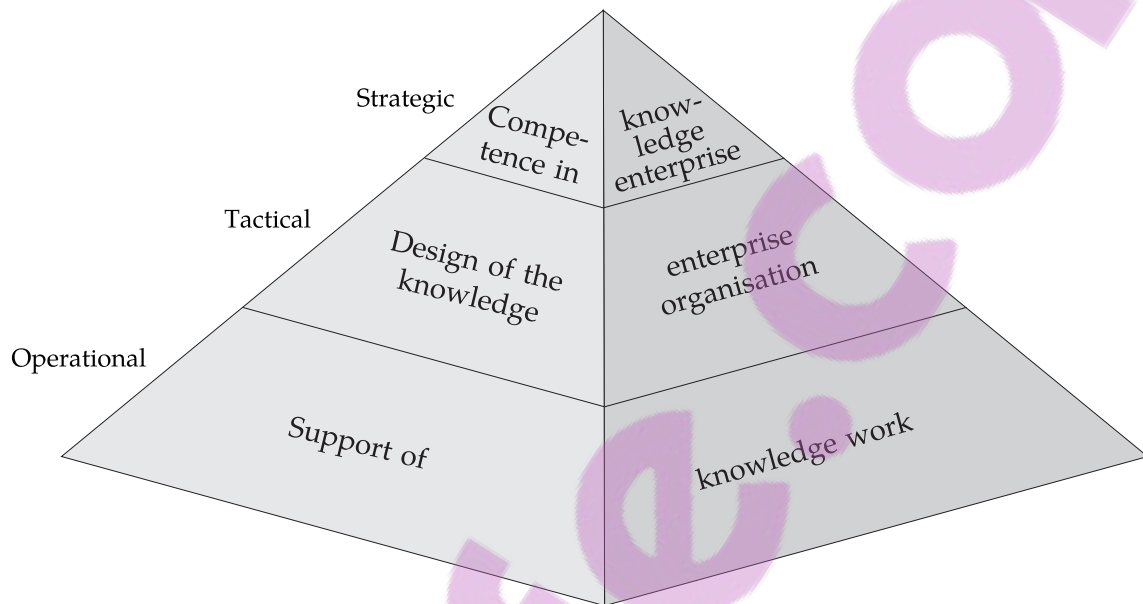 Strategic
Compe-
tence in
know-
ledge
enterprise
Tactical
Design of the
knowledge
enterprise
organisation
Operational
Support of
knowledge work